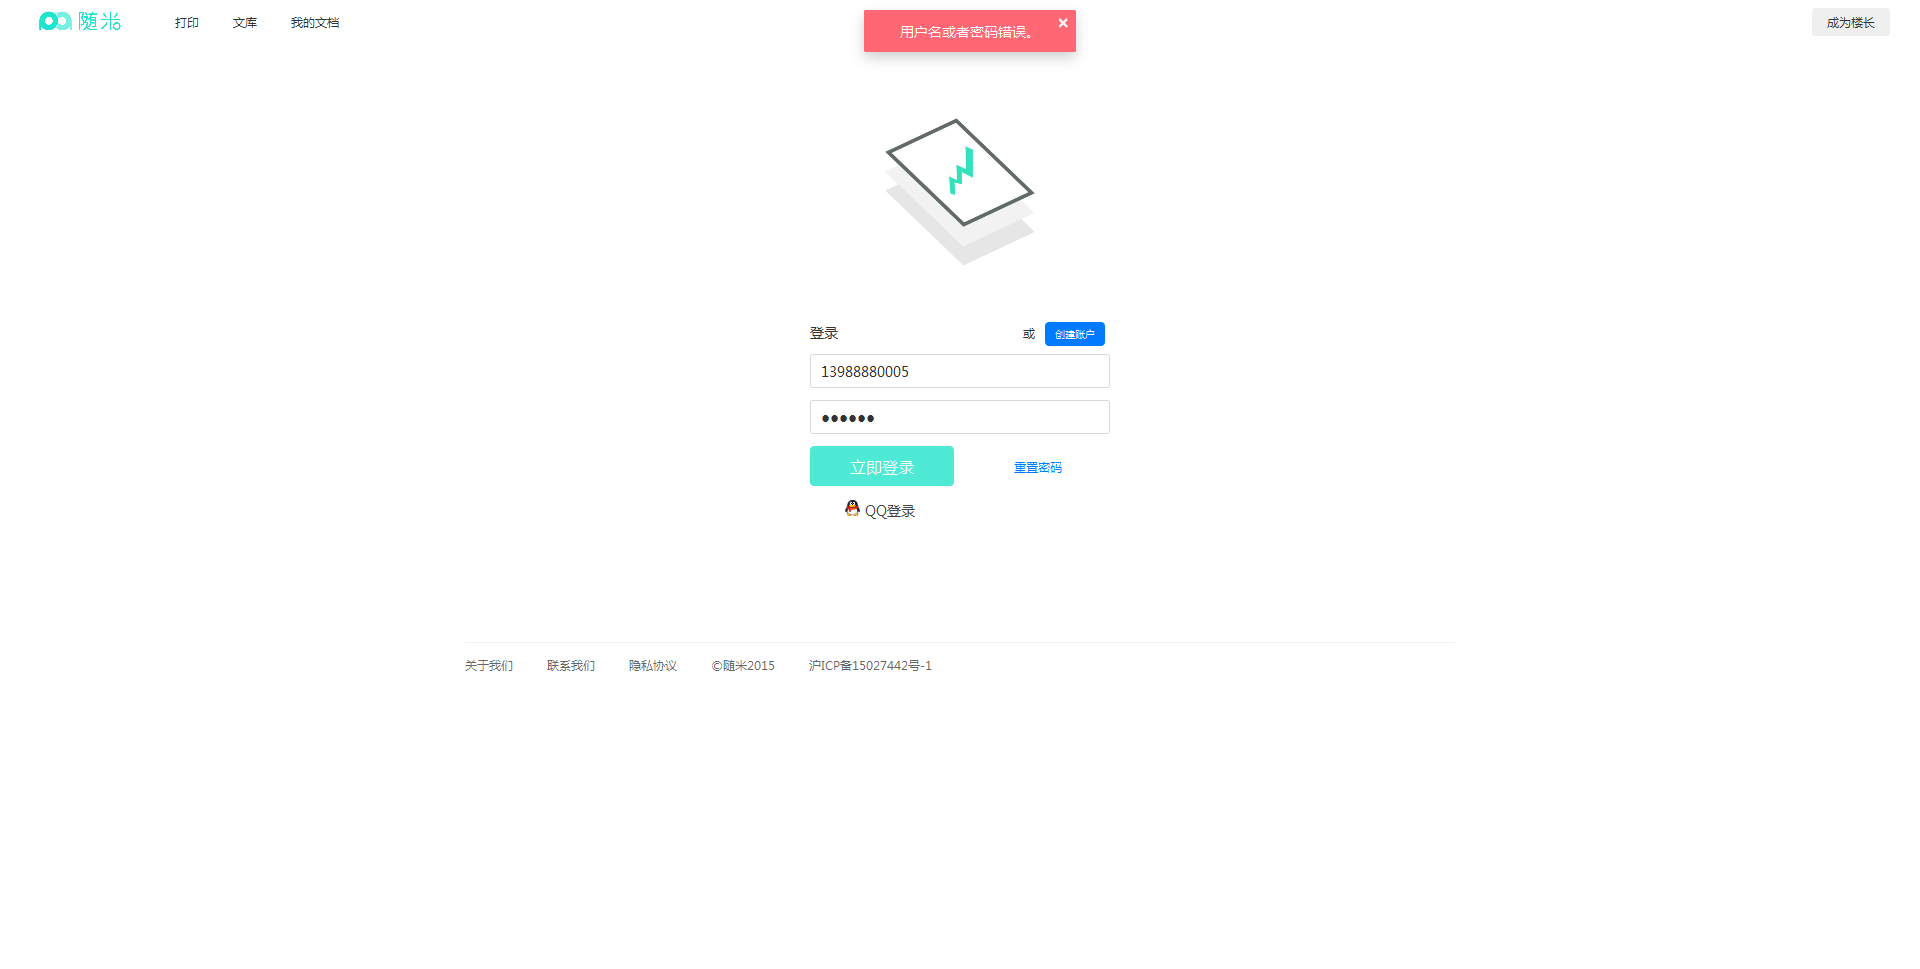 随米
打印 文库 我的文档
用户名或者密码错误。
成为楼长
登录 或 创建账户
13988880005
立即登录 重置密码
QQ登录
关于我们 联系我们 隐私协议 ©随米2015 沪ICP备15027442号-1